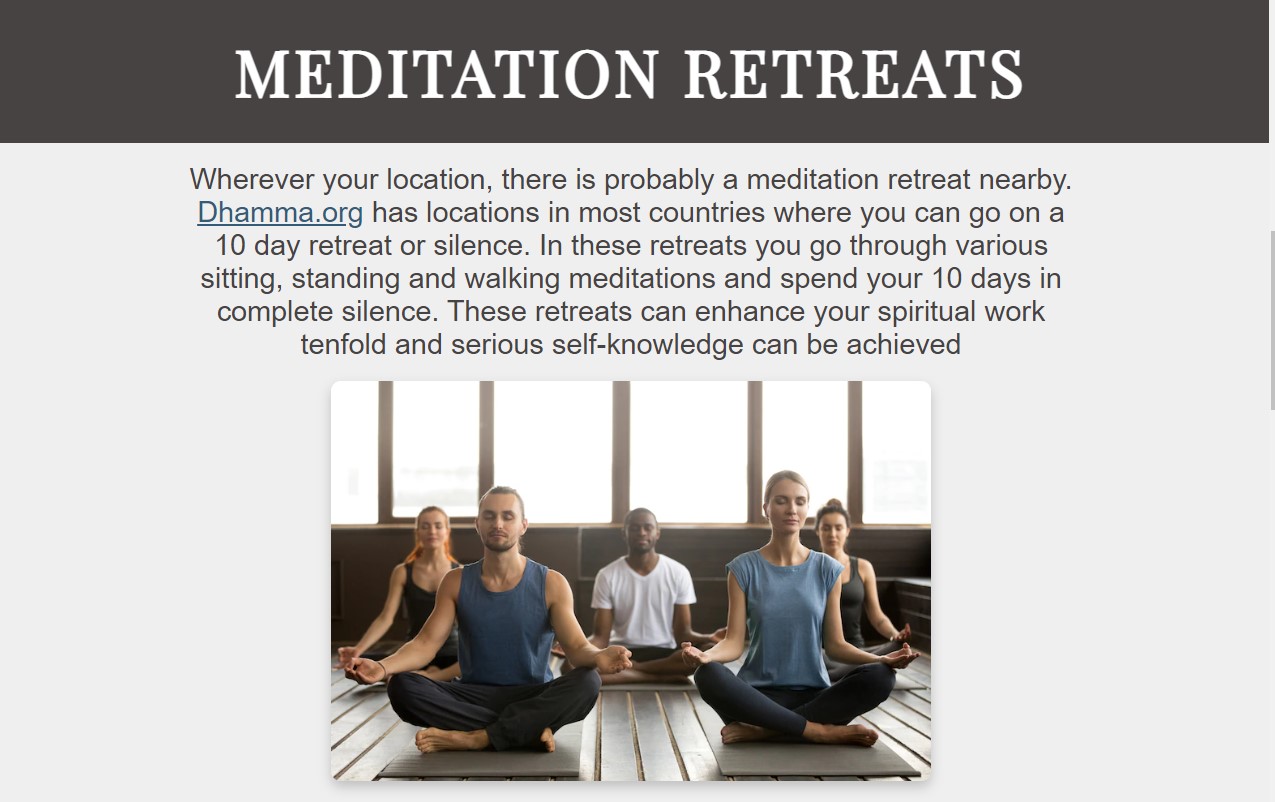 MEDITATION RETREATS
Wherever your location, there is probably a meditation retreat nearby.
Dhamma.org has locations in most countries where you can go on a
10 day retreat or silence. In these retreats you go through various
sitting, standing and walking meditations and spend your 10 days in
complete silence. These retreats can enhance your spiritual work
tenfold and serious self-knowledge can be achieved